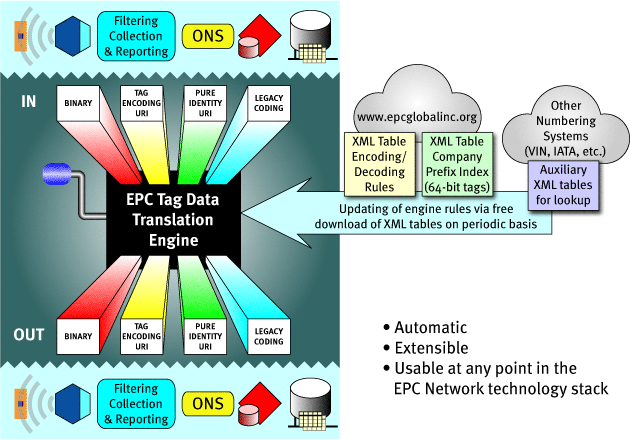 Filtering
Collection
& Reporting
ONS
IN
BINARY
TAG
ENCODING
URI
PURE
IDENTITY
URI
LEGACY
CODING
EPC Tag Data
Translation
Engine
www.epcglobalinc.org
XML Table
Encoding/
Decoding
Rules
XML Table
Company
Prefix Index
(64-bit tags)
Other
Numbering
Systems
(VIN, IATA, etc.)
Auxiliary
XML tables
for lookup
Updating of engine rules via free
download of XML tables on periodic basis
OUT
BINARY
TAG
ENCODING
URI
PURE
IDENTITY
URI
LEGACY
CODING
• Automatic
• Extensible
• Usable at any point in the
EPC Network technology stack
Filtering
Collection
& Reporting
ONS